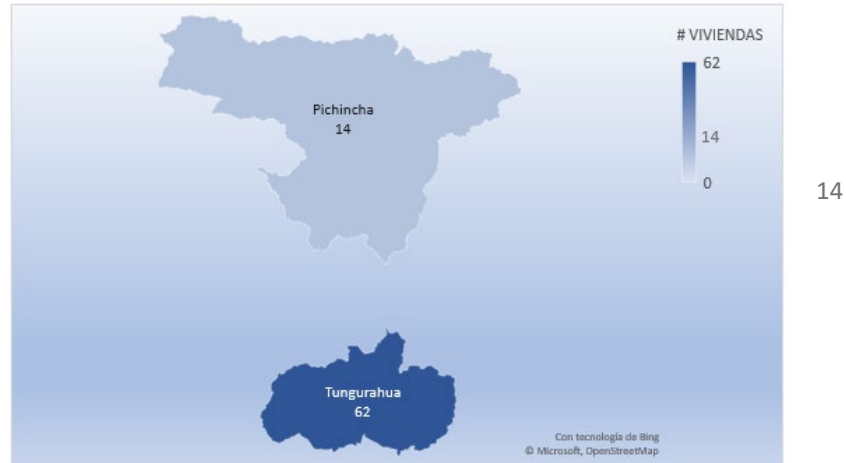 # VIVIENDAS
62
14
0
Pichincha
14
14
Tungurahua
62
Con tecnología de Bing
© Microsoft, OpenStreetMap